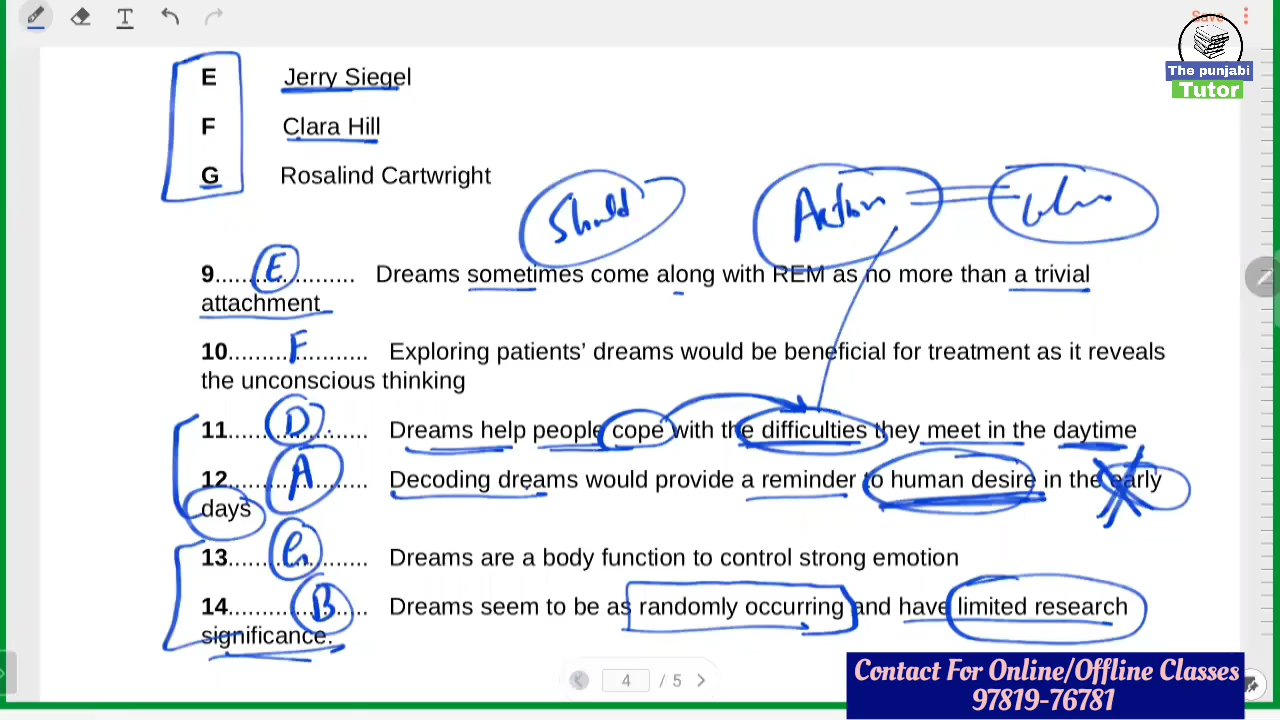 Save
The punjabi
Tutor
E Jerry Siegel
F Clara Hill
G Rosalind Cartwright
Should Action
9.......E............ Dreams sometimes come along with REM as no more than a trivial
attachment
10.........F........... Exploring patients’ dreams would be beneficial for treatment as it reveals
the unconscious thinking
11.........D........... Dreams help people cope with the difficulties they meet in the daytime
12.........A........... Decoding dreams would provide a reminder to human desire in the early
days
13.................... Dreams are a body function to control strong emotion
14.........B........... Dreams seem to be as randomly occurring and have limited research
significance.
4 / 5
Contact For Online/Offline Classes
97819-76781